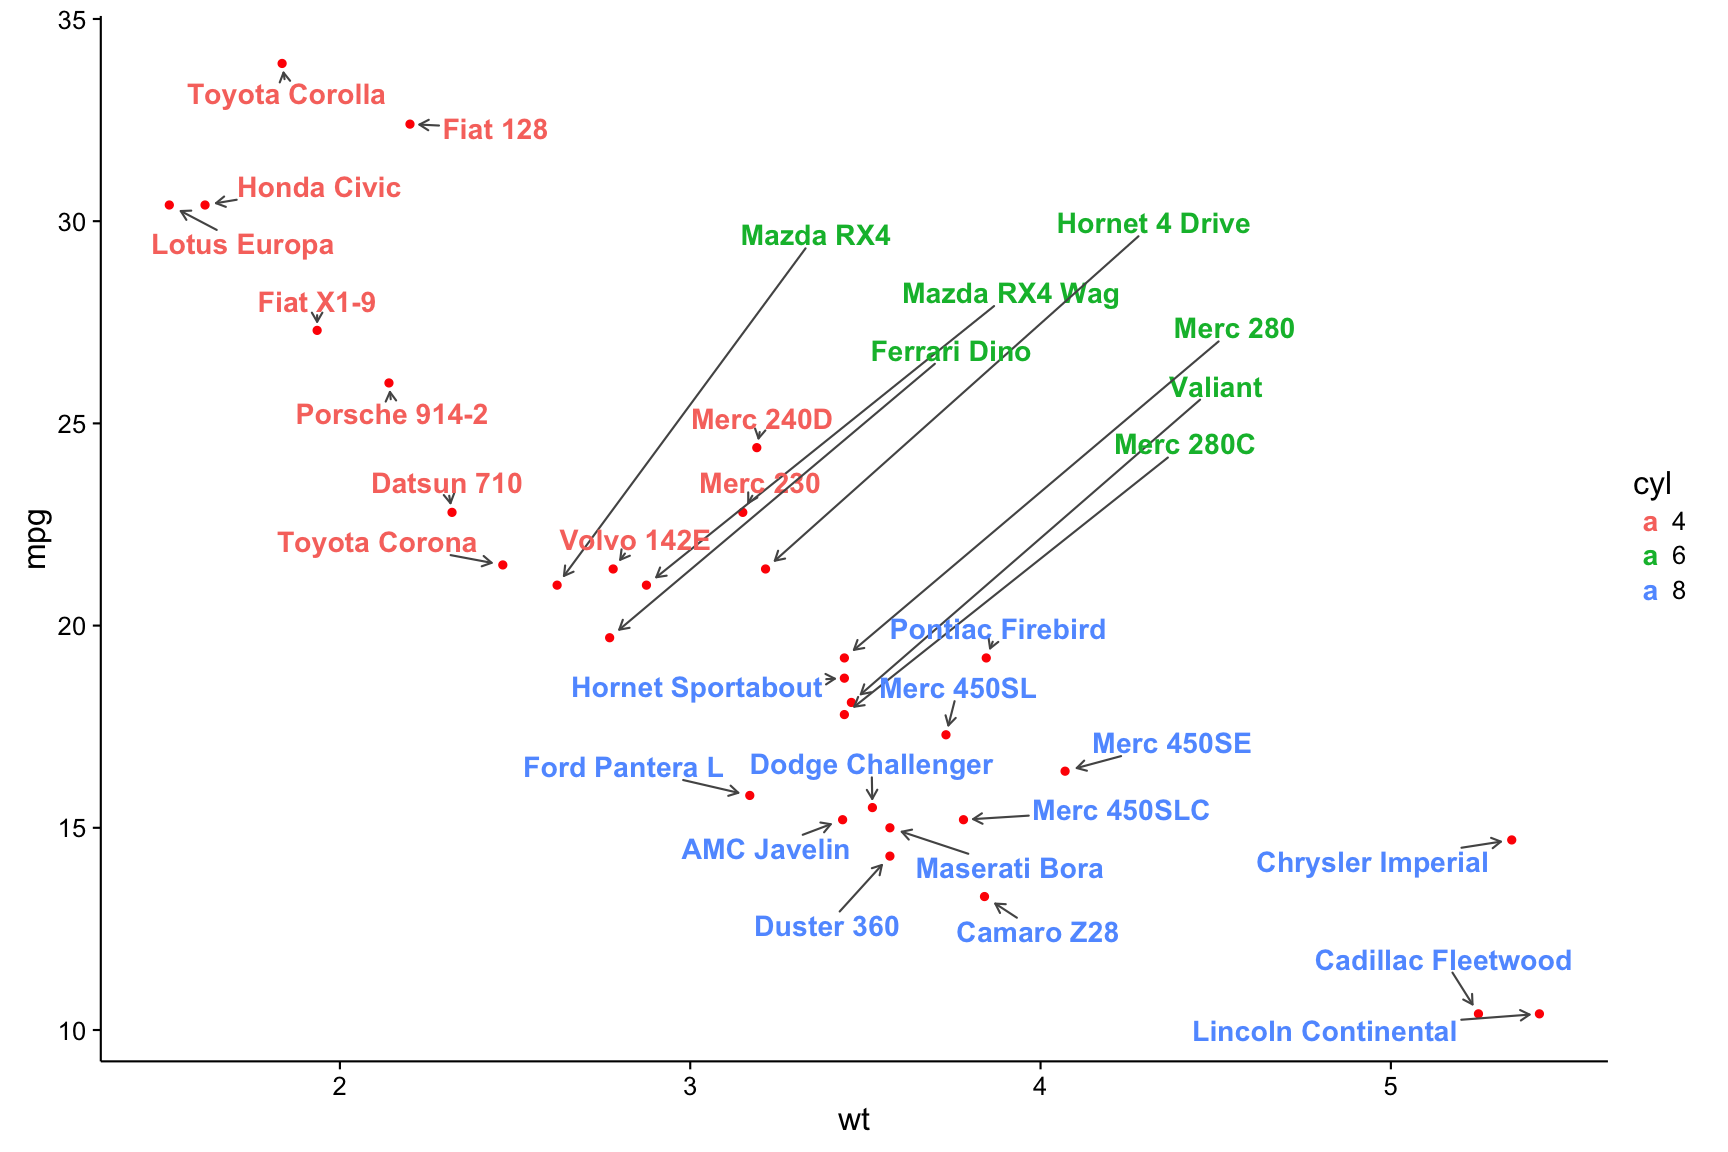 35
30
25
20
15
10
mpg
2
3
4
5
wt
Toyota Corolla
Fiat 128
Honda Civic
Lotus Europa
Fiat X1-9
Porsche 914-2
Datsun 710
Toyota Corona
Mazda RX4
Hornet 4 Drive
Mazda RX4 Wag
Merc 280
Ferrari Dino
Valiant
Merc 240D
Merc 280C
Merc 230
Volvo 142E
Pontiac Firebird
Hornet Sportabout
Merc 450SL
Merc 450SE
Ford Pantera L
Dodge Challenger
Merc 450SLC
AMC Javelin
Maserati Bora
Chrysler Imperial
Duster 360
Camaro Z28
Cadillac Fleetwood
Lincoln Continental
cyl
a 4
a 6
a 8